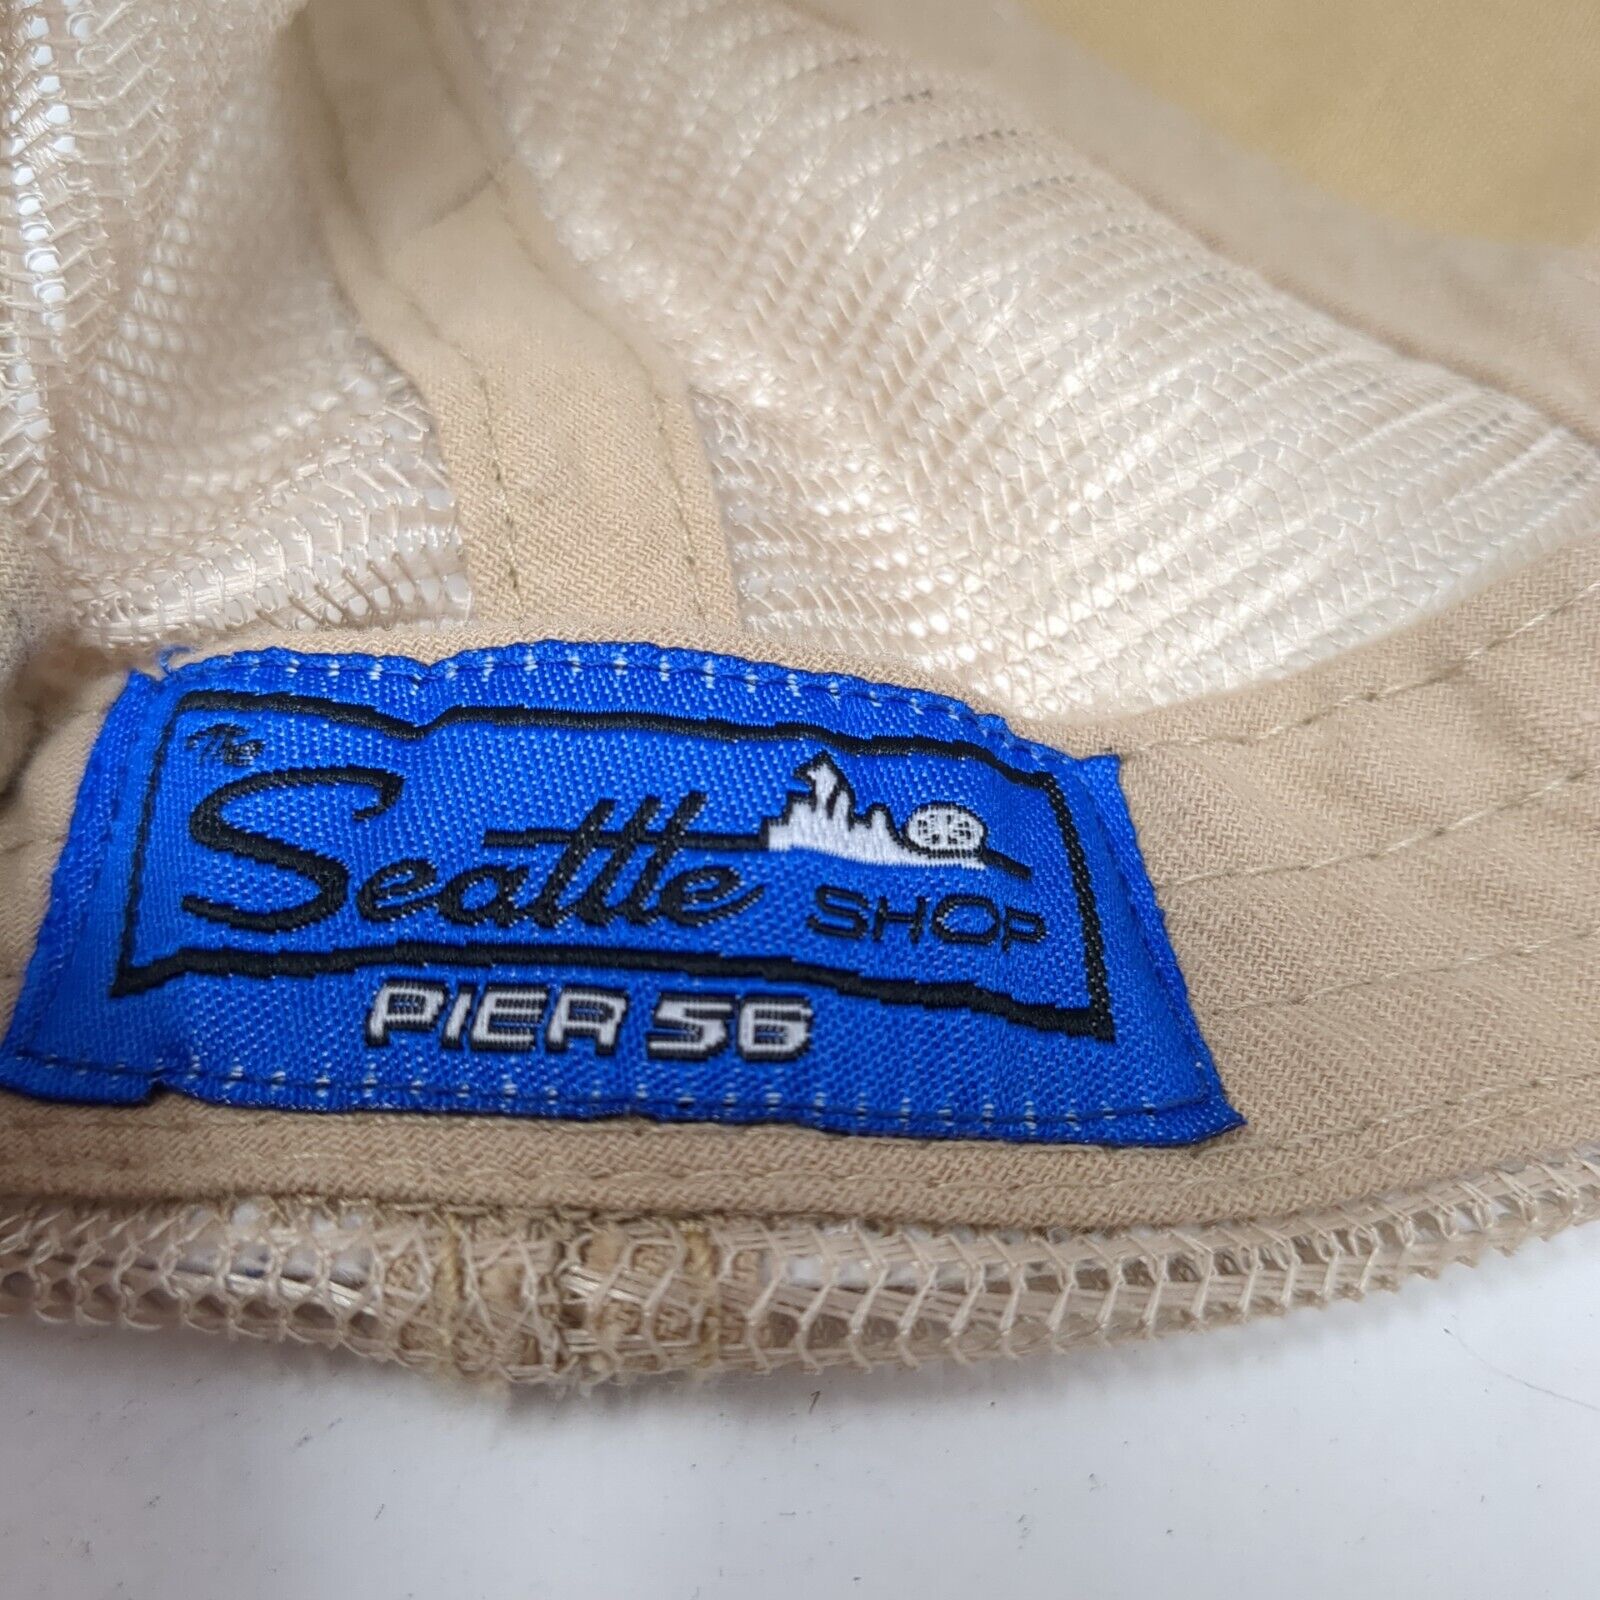 The
Seattle SHOP
PIER 56